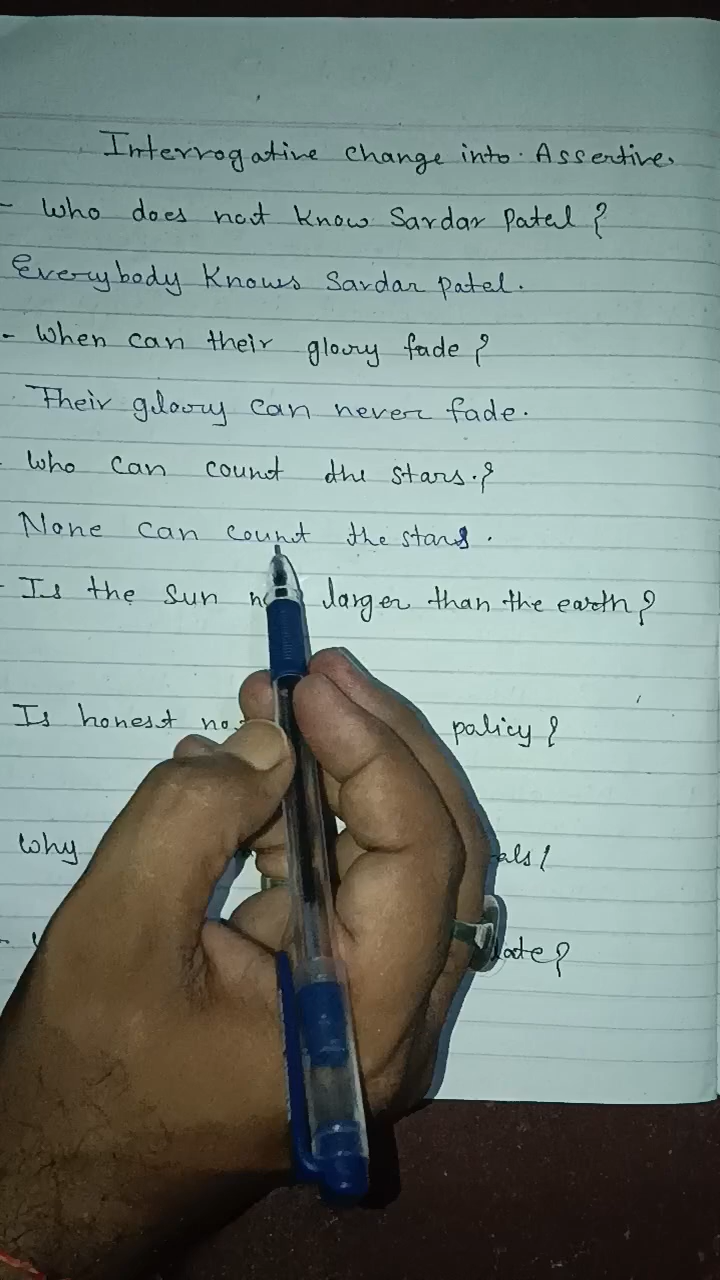 Interrogative change into Assertive.
- Who does not know Sardar Patel?
Everybody knows Sardar Patel.
- When can their gloory fade?
Their gloory can never fade.
- Who can count the stars.?
None can count the stars.
- Is the sun larger than the earth?
Is honest policy?
Why